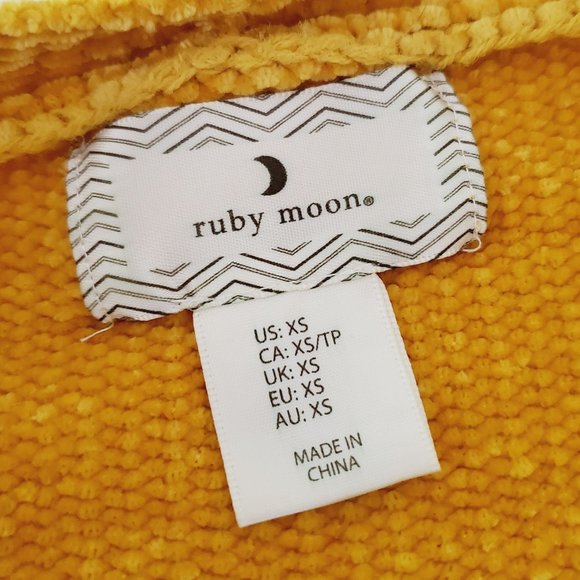 ruby moon®
US: XS
CA: XS/TP
UK: XS
EU: XS
AU: XS
MADE IN
CHINA